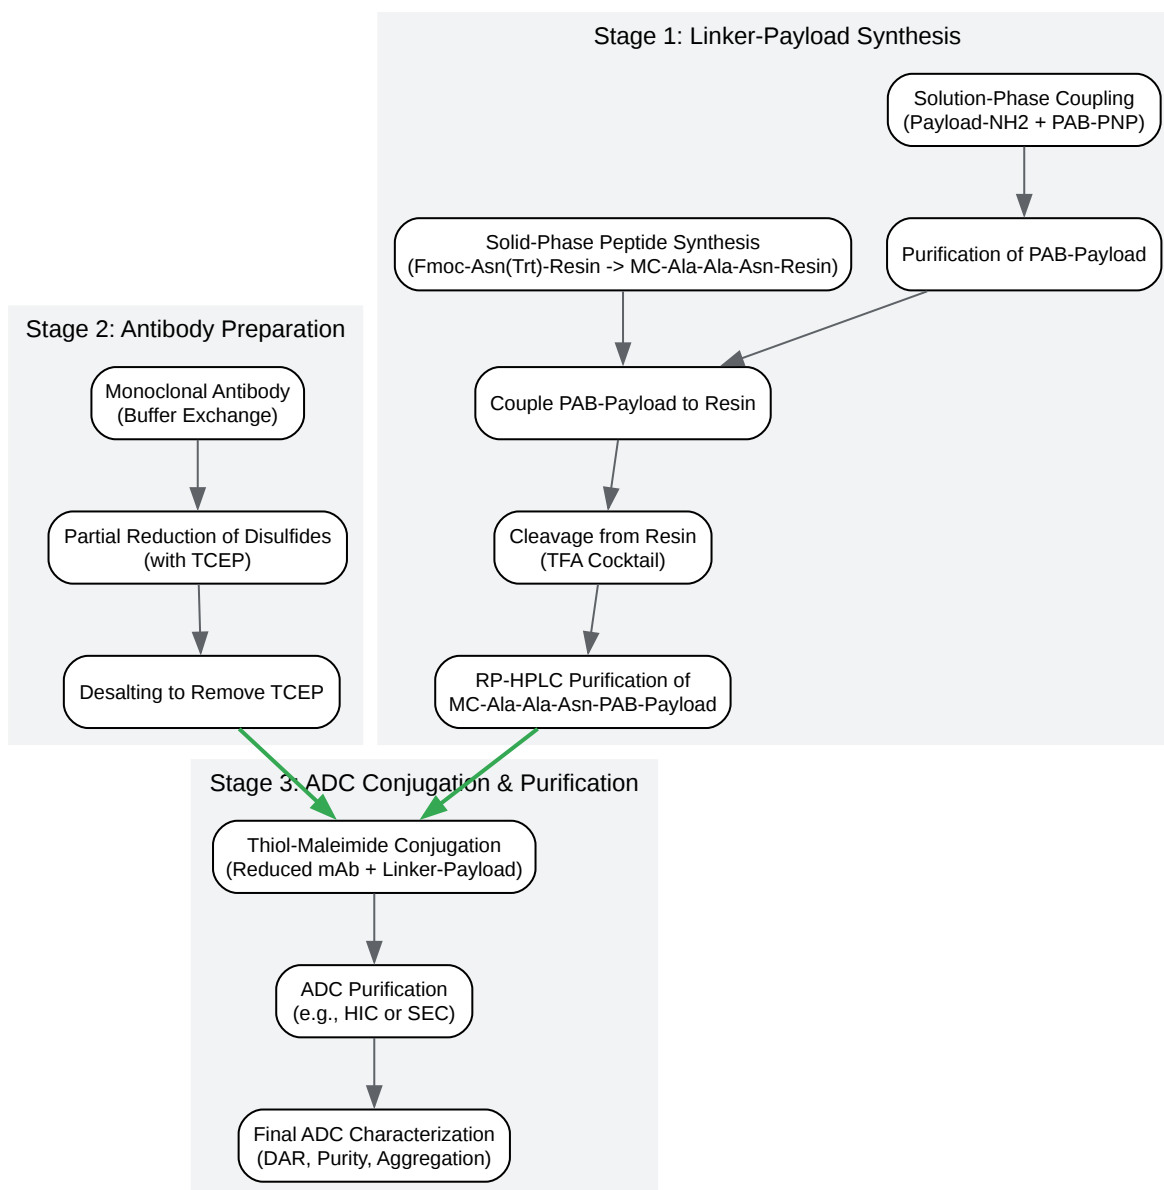 Stage 1: Linker-Payload Synthesis
Solution-Phase Coupling
(Payload-NH2 + PAB-PNP)
Solid-Phase Peptide Synthesis
(Fmoc-Asn(Trt)-Resin -> MC-Ala-Ala-Asn-Resin)
Purification of PAB-Payload
Couple PAB-Payload to Resin
Cleavage from Resin
(TFA Cocktail)
RP-HPLC Purification of
MC-Ala-Ala-Asn-PAB-Payload
Stage 2: Antibody Preparation
Monoclonal Antibody
(Buffer Exchange)
Partial Reduction of Disulfides
(with TCEP)
Desalting to Remove TCEP
Stage 3: ADC Conjugation & Purification
Thiol-Maleimide Conjugation
(Reduced mAb + Linker-Payload)
ADC Purification
(e.g., HIC or SEC)
Final ADC Characterization
(DAR, Purity, Aggregation)